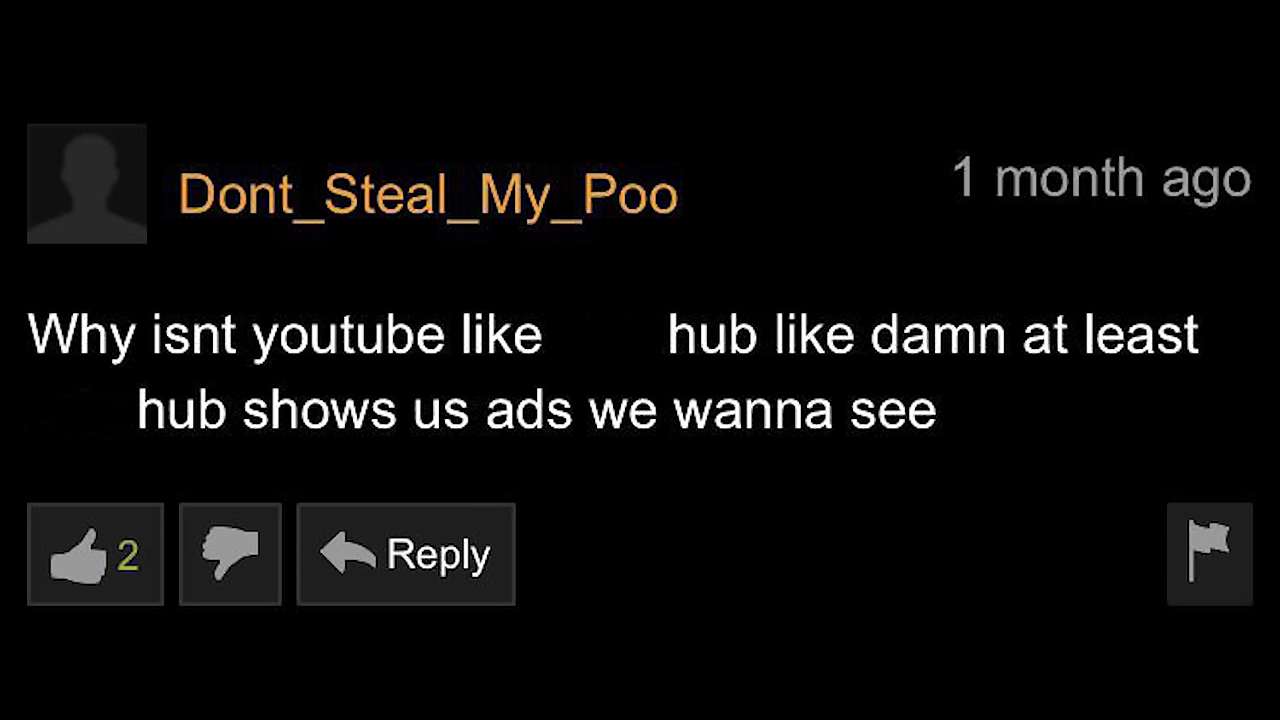 Dont_Steal_My_Poo
1 month ago
Why isnt youtube like hub like damn at least
hub shows us ads we wanna see
2
Reply